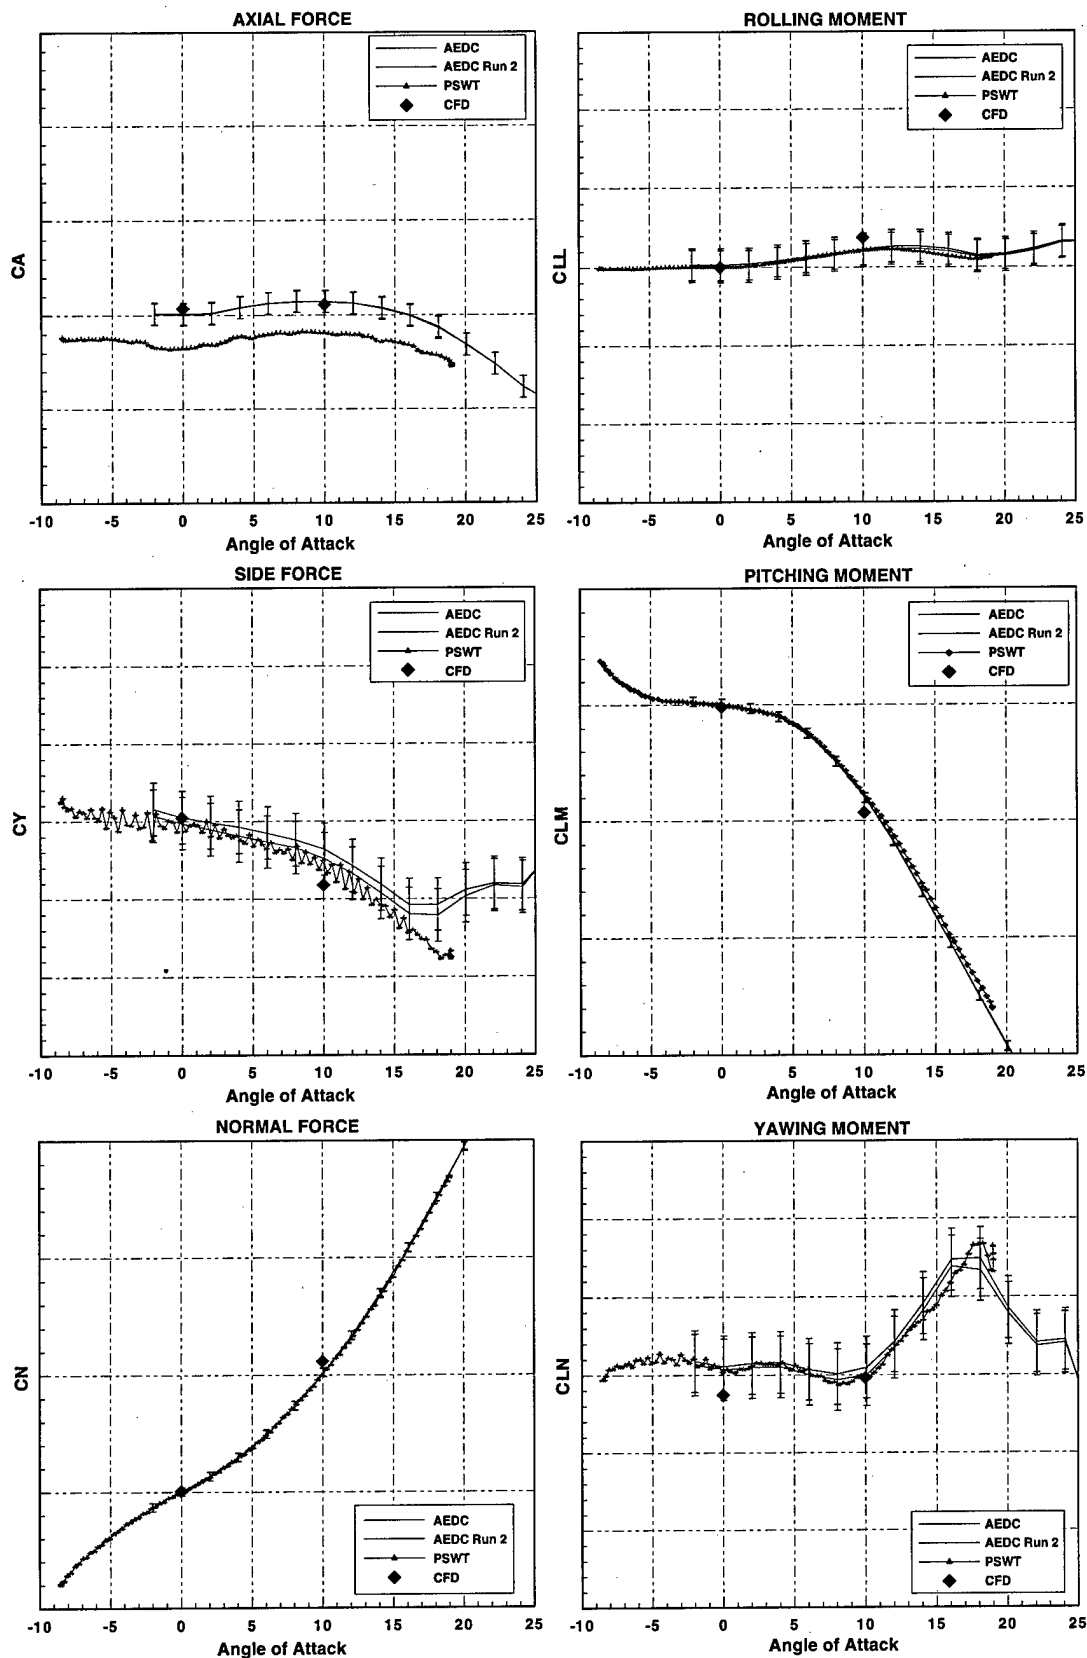 AXIAL FORCE
AEDC
AEDC Run 2
PSWT
CFD
CA
-10 -5 0 5 10 15 20 25
Angle of Attack
ROLLING MOMENT
AEDC
AEDC Run 2
PSWT
CFD
CLL
-10 -5 0 5 10 15 20 25
Angle of Attack
SIDE FORCE
AEDC
AEDC Run 2
PSWT
CFD
CY
-10 -5 0 5 10 15 20 25
Angle of Attack
PITCHING MOMENT
AEDC
AEDC Run 2
PSWT
CFD
CLM
-10 -5 0 5 10 15 20 25
Angle of Attack
NORMAL FORCE
CN
AEDC
AEDC Run 2
PSWT
CFD
-10 -5 0 5 10 15 20 25
Angle of Attack
YAWING MOMENT
CLN
AEDC
AEDC Run 2
PSWT
CFD
-10 -5 0 5 10 15 20 25
Angle of Attack